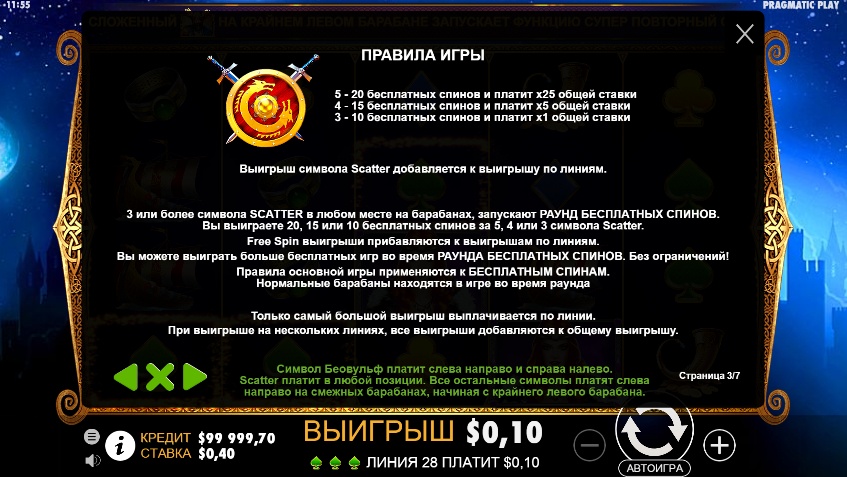 11:55
PRAGMATIC PLAY
СЛОЖЕННЫЙ НА КРАЙНЕМ ЛЕВОМ БАРАБАНЕ ЗАПУСКАЕТ ФУНКЦИЮ СУПЕР ПОВТОРНЫЙ
ПРАВИЛА ИГРЫ
5 - 20 бесплатных спинов и платит x25 общей ставки
4 - 15 бесплатных спинов и платит x5 общей ставки
3 - 10 бесплатных спинов и платит x1 общей ставки
Выигрыш символа Scatter добавляется к выигрышу по линиям.
3 или более символа SCATTER в любом месте на барабанах, запускают РАУНД БЕСПЛАТНЫХ СПИНОВ.
Вы выиграете 20, 15 или 10 бесплатных спинов за 5, 4 или 3 символа Scatter.
Free Spin выигрыши прибавляются к выигрышам по линиям.
Вы можете выиграть больше бесплатных игр во время РАУНДА БЕСПЛАТНЫХ СПИНОВ. Без ограничений!
Правила основной игры применяются к БЕСПЛАТНЫМ СПИНАМ.
Нормальные барабаны находятся в игре во время раунда
Только самый большой выигрыш выплачивается по линии.
При выигрыше на нескольких линиях, все выигрыши добавляются к общему выигрышу.
Символ Беовульф платит слева направо и справа налево.
Scatter платит в любой позиции. Все остальные символы платят слева
направо на смежных барабанах, начиная с крайнего левого барабана.
Страница 3/7
КРЕДИТ $99 999,70
СТАВКА $0,40
ВЫИГРЫШ $0,10
ЛИНИЯ 28 ПЛАТИТ $0,10
АВТОИГРА